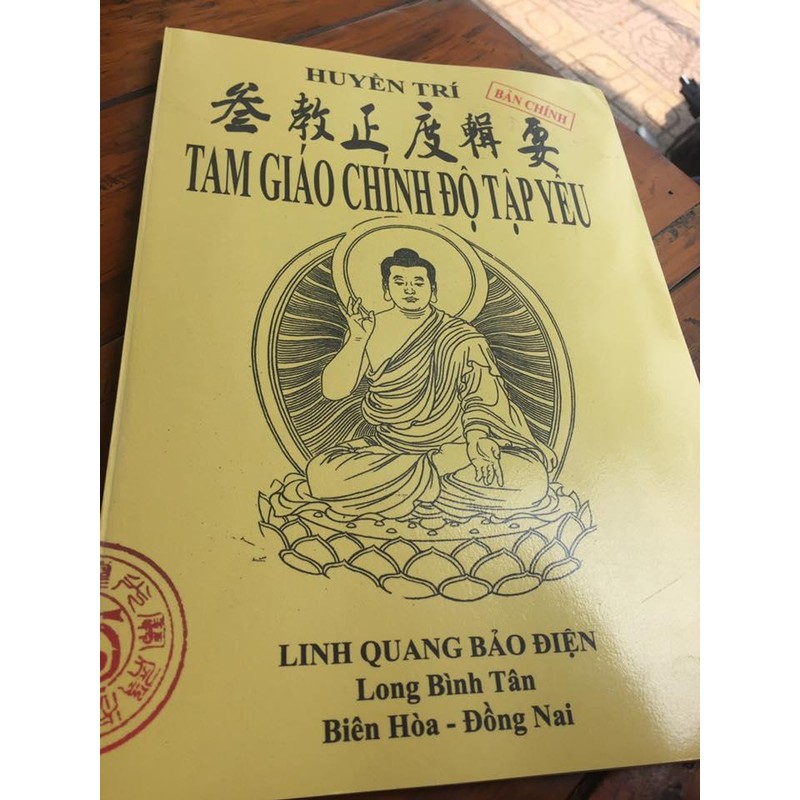 HUYỀN TRÍ
BẢN CHÍNH
叁教正度輯要
TAM GIÁO CHÍNH ĐỘ TẬP YẾU
LINH QUANG BẢO ĐIỆN
Long Bình Tân
Biên Hòa - Đồng Nai